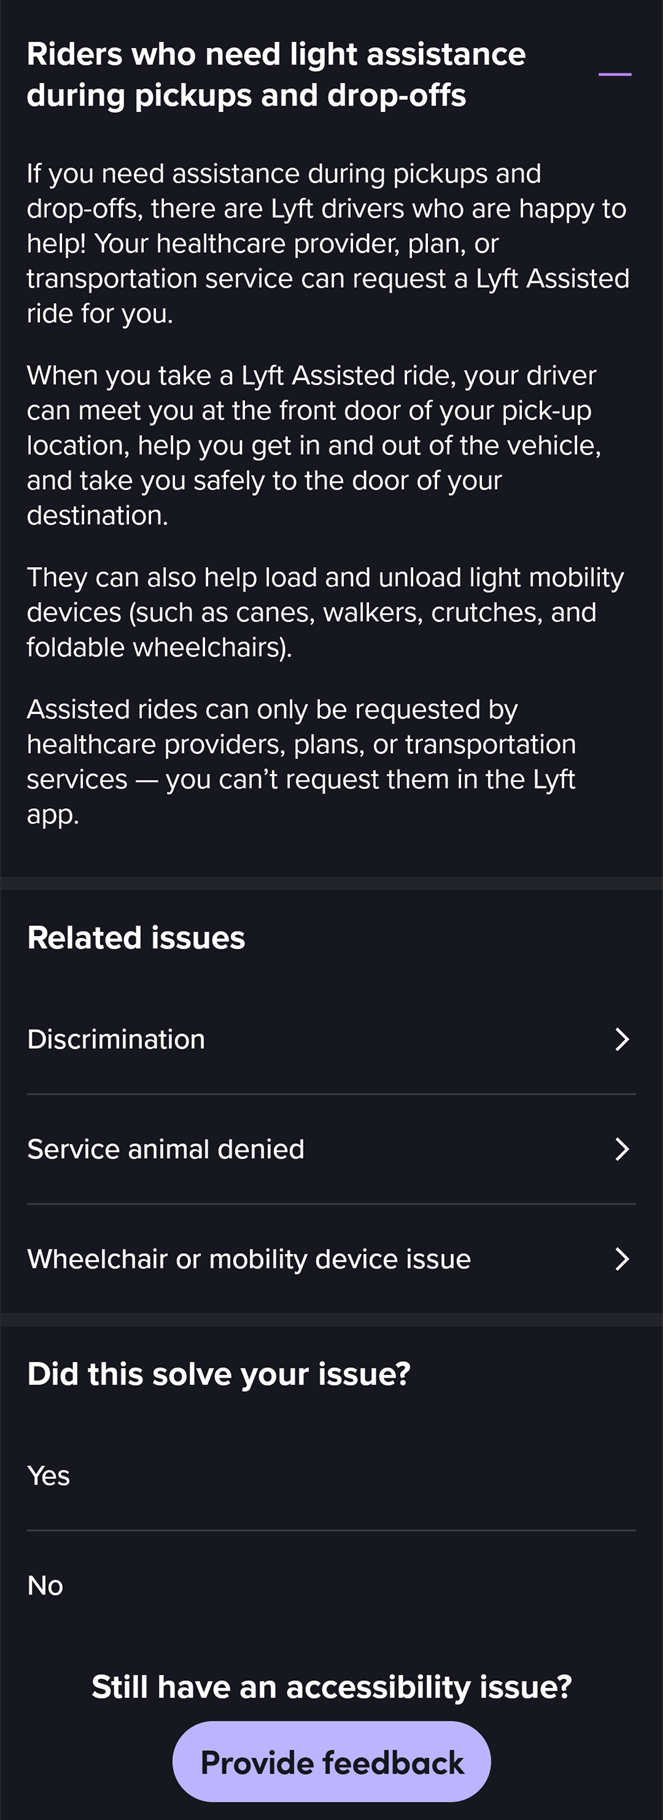 Riders who need light assistance
during pickups and drop-offs
If you need assistance during pickups and
drop-offs, there are Lyft drivers who are happy to
help! Your healthcare provider, plan, or
transportation service can request a Lyft Assisted
ride for you.
When you take a Lyft Assisted ride, your driver
can meet you at the front door of your pick-up
location, help you get in and out of the vehicle,
and take you safely to the door of your
destination.
They can also help load and unload light mobility
devices (such as canes, walkers, crutches, and
foldable wheelchairs).
Assisted rides can only be requested by
healthcare providers, plans, or transportation
services — you can’t request them in the Lyft
app.
Related issues
Discrimination
Service animal denied
Wheelchair or mobility device issue
Did this solve your issue?
Yes
No
Still have an accessibility issue?
Provide feedback